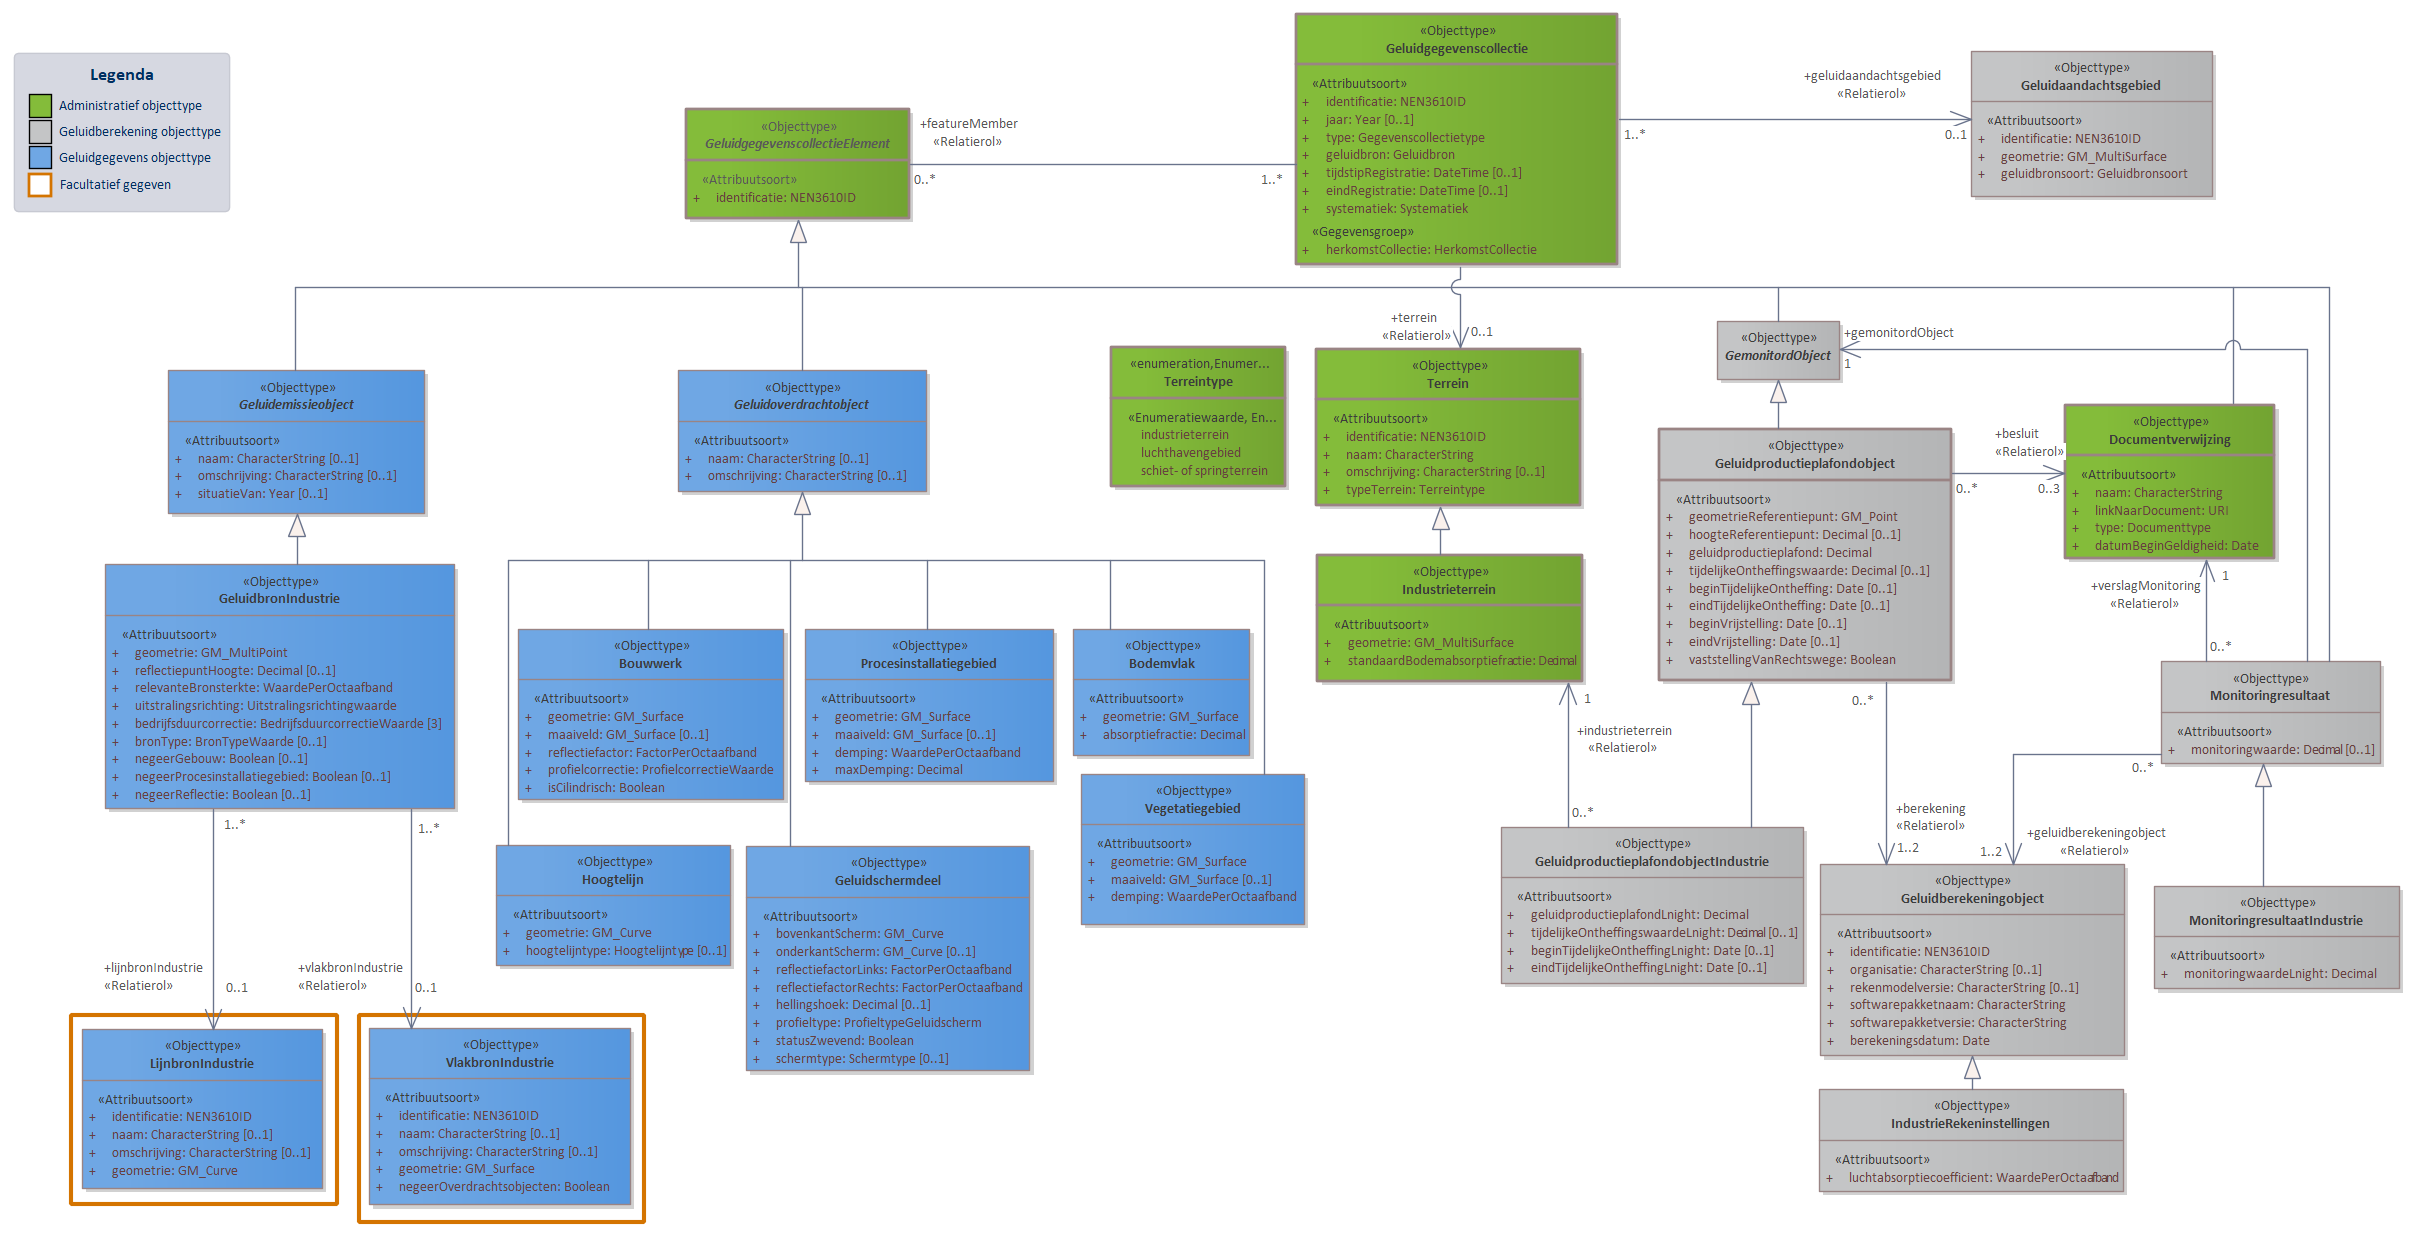 Legenda
Administratief objecttype
Geluidberekening objecttype
Geluidgegevens objecttype
Facultatief gegeven
«Objecttype»
Geluidgegevenscollectie
«Attribuutsoort»
+ identificatie: NEN3610ID
+ jaar: Year [0..1]
+ type: Gegevenscollectietype
+ geluidbron: Geluidbron
+ tijdstipRegistratie: DateTime [0..1]
+ eindRegistratie: DateTime [0..1]
+ systematiek: Systematiek
«Gegevensgroep»
+ herkomstCollectie: HerkomstCollectie
+geluidaandachtsgebied
«Relatierol»
1..*
0..1
«Objecttype»
Geluidaandachtsgebied
«Attribuutsoort»
+ identificatie: NEN3610ID
+ geometrie: GM_MultiSurface
+ geluidbronsoort: Geluidbronsoort
«Objecttype»
GeluidgegevenscollectieElement
«Attribuutsoort»
+ identificatie: NEN3610ID
+featureMember
«Relatierol»
0..*
1..*
+terrein
«Relatierol»
0..1
«Objecttype»
GemonitordObject
+gemonitordObject
1
«Objecttype»
Geluidemissieobject
«Attribuutsoort»
+ naam: CharacterString [0..1]
+ omschrijving: CharacterString [0..1]
+ situatieVan: Year [0..1]
«Objecttype»
Geluidoverdrachtobject
«Attribuutsoort»
+ naam: CharacterString [0..1]
+ omschrijving: CharacterString [0..1]
«enumeration,Enumer...
Terreintype
«Enumeratiewaarde, En...
industrieterrein
luchthavengebied
schiet- of springterrein
«Objecttype»
Terrein
«Attribuutsoort»
+ identificatie: NEN3610ID
+ naam: CharacterString
+ omschrijving: CharacterString [0..1]
+ typeTerrein: Terreintype
«Objecttype»
Geluidproductieplafondobject
«Attribuutsoort»
+ geometrieReferentiepunt: GM_Point
+ hoogteReferentiepunt: Decimal [0..1]
+ geluidproductieplafond: Decimal
+ tijdelijkeOntheffingswaarde: Decimal [0..1]
+ beginTijdelijkeOntheffing: Date [0..1]
+ eindTijdelijkeOntheffing: Date [0..1]
+ beginVrijstelling: Date [0..1]
+ eindVrijstelling: Date [0..1]
+ vaststellingVanRechtswege: Boolean
+besluit
«Relatierol»
0..*
0..3
«Objecttype»
Documentverwijzing
«Attribuutsoort»
+ naam: CharacterString
+ linkNaarDocument: URI
+ type: Documenttype
+ datumBeginGeldigheid: Date
+verslagMonitoring
«Relatierol»
1
0..*
«Objecttype»
GeluidbronIndustrie
«Attribuutsoort»
+ geometrie: GM_MultiPoint
+ reflectiepuntHoogte: Decimal [0..1]
+ relevanteBronsterkte: WaardePerOctaafband
+ uitstralingsrichting: Uitstralingsrichtingwaarde
+ bedrijfsduurcorrectie: BedrijfsduurcorrectieWaarde [3]
+ bronType: BronTypeWaarde [0..1]
+ negeerGebouw: Boolean [0..1]
+ negeerProcesinstallatiegebied: Boolean [0..1]
+ negeerReflectie: Boolean [0..1]
«Objecttype»
Bouwwerk
«Attribuutsoort»
+ geometrie: GM_Surface
+ maaiveld: GM_Surface [0..1]
+ reflectiefactor: FactorPerOctaafband
+ profielcorrectie: ProfielcorrectieWaarde
+ isCilindrisch: Boolean
«Objecttype»
Procesinstallatiegebied
«Attribuutsoort»
+ geometrie: GM_Surface
+ maaiveld: GM_Surface [0..1]
+ demping: WaardePerOctaafband
+ maxDemping: Decimal
«Objecttype»
Bodemvlak
«Attribuutsoort»
+ geometrie: GM_Surface
+ absorptiefractie: Decimal
«Objecttype»
Industrieterrein
«Attribuutsoort»
+ geometrie: GM_MultiSurface
+ standaardBodemabsorptiefractie: Decimal
1
+industrieterrein
«Relatierol»
0..*
«Objecttype»
Monitoringresultaat
«Attribuutsoort»
+ monitoringwaarde: Decimal [0..1]
«Objecttype»
Vegetatiegebied
«Attribuutsoort»
+ geometrie: GM_Surface
+ maaiveld: GM_Surface [0..1]
+ demping: WaardePerOctaafband
«Objecttype»
Hoogtelijn
«Attribuutsoort»
+ geometrie: GM_Curve
+ hoogtelijntype: Hoogtelijntype [0..1]
«Objecttype»
Geluidschermdeel
«Attribuutsoort»
+ bovenkantScherm: GM_Curve
+ onderkantScherm: GM_Curve [0..1]
+ reflectiefactorLinks: FactorPerOctaafband
+ reflectiefactorRechts: FactorPerOctaafband
+ hellingshoek: Decimal [0..1]
+ profieltype: ProfieltypeGeluidscherm
+ statusZwevend: Boolean
+ schermtype: Schermtype [0..1]
«Objecttype»
GeluidproductieplafondobjectIndustrie
«Attribuutsoort»
+ geluidproductieplafondLnight: Decimal
+ tijdelijkeOntheffingswaardeLnight: Decimal [0..1]
+ beginTijdelijkeOntheffingLnight: Date [0..1]
+ eindTijdelijkeOntheffingLnight: Date [0..1]
0..*
+berekening
«Relatierol»
1..2
0..*
+geluidberekeningobject
«Relatierol»
1..2
«Objecttype»
Geluidberekeningobject
«Attribuutsoort»
+ identificatie: NEN3610ID
+ organisatie: CharacterString [0..1]
+ rekenmodelversie: CharacterString [0..1]
+ softwarepakketnaam: CharacterString
+ softwarepakketversie: CharacterString
+ berekeningsdatum: Date
«Objecttype»
MonitoringresultaatIndustrie
«Attribuutsoort»
+ monitoringwaardeLnight: Decimal
1..*
+lijnbronIndustrie
«Relatierol»
0..1
1..*
+vlakbronIndustrie
«Relatierol»
0..1
«Objecttype»
LijnbronIndustrie
«Attribuutsoort»
+ identificatie: NEN3610ID
+ naam: CharacterString [0..1]
+ omschrijving: CharacterString [0..1]
+ geometrie: GM_Curve
«Objecttype»
VlakbronIndustrie
«Attribuutsoort»
+ identificatie: NEN3610ID
+ naam: CharacterString [0..1]
+ omschrijving: CharacterString [0..1]
+ geometrie: GM_Surface
+ negeerOverdrachtsobjecten: Boolean
«Objecttype»
IndustrieRekeninstellingen
«Attribuutsoort»
+ luchtabsorptiecoefficient: WaardePerOctaafband